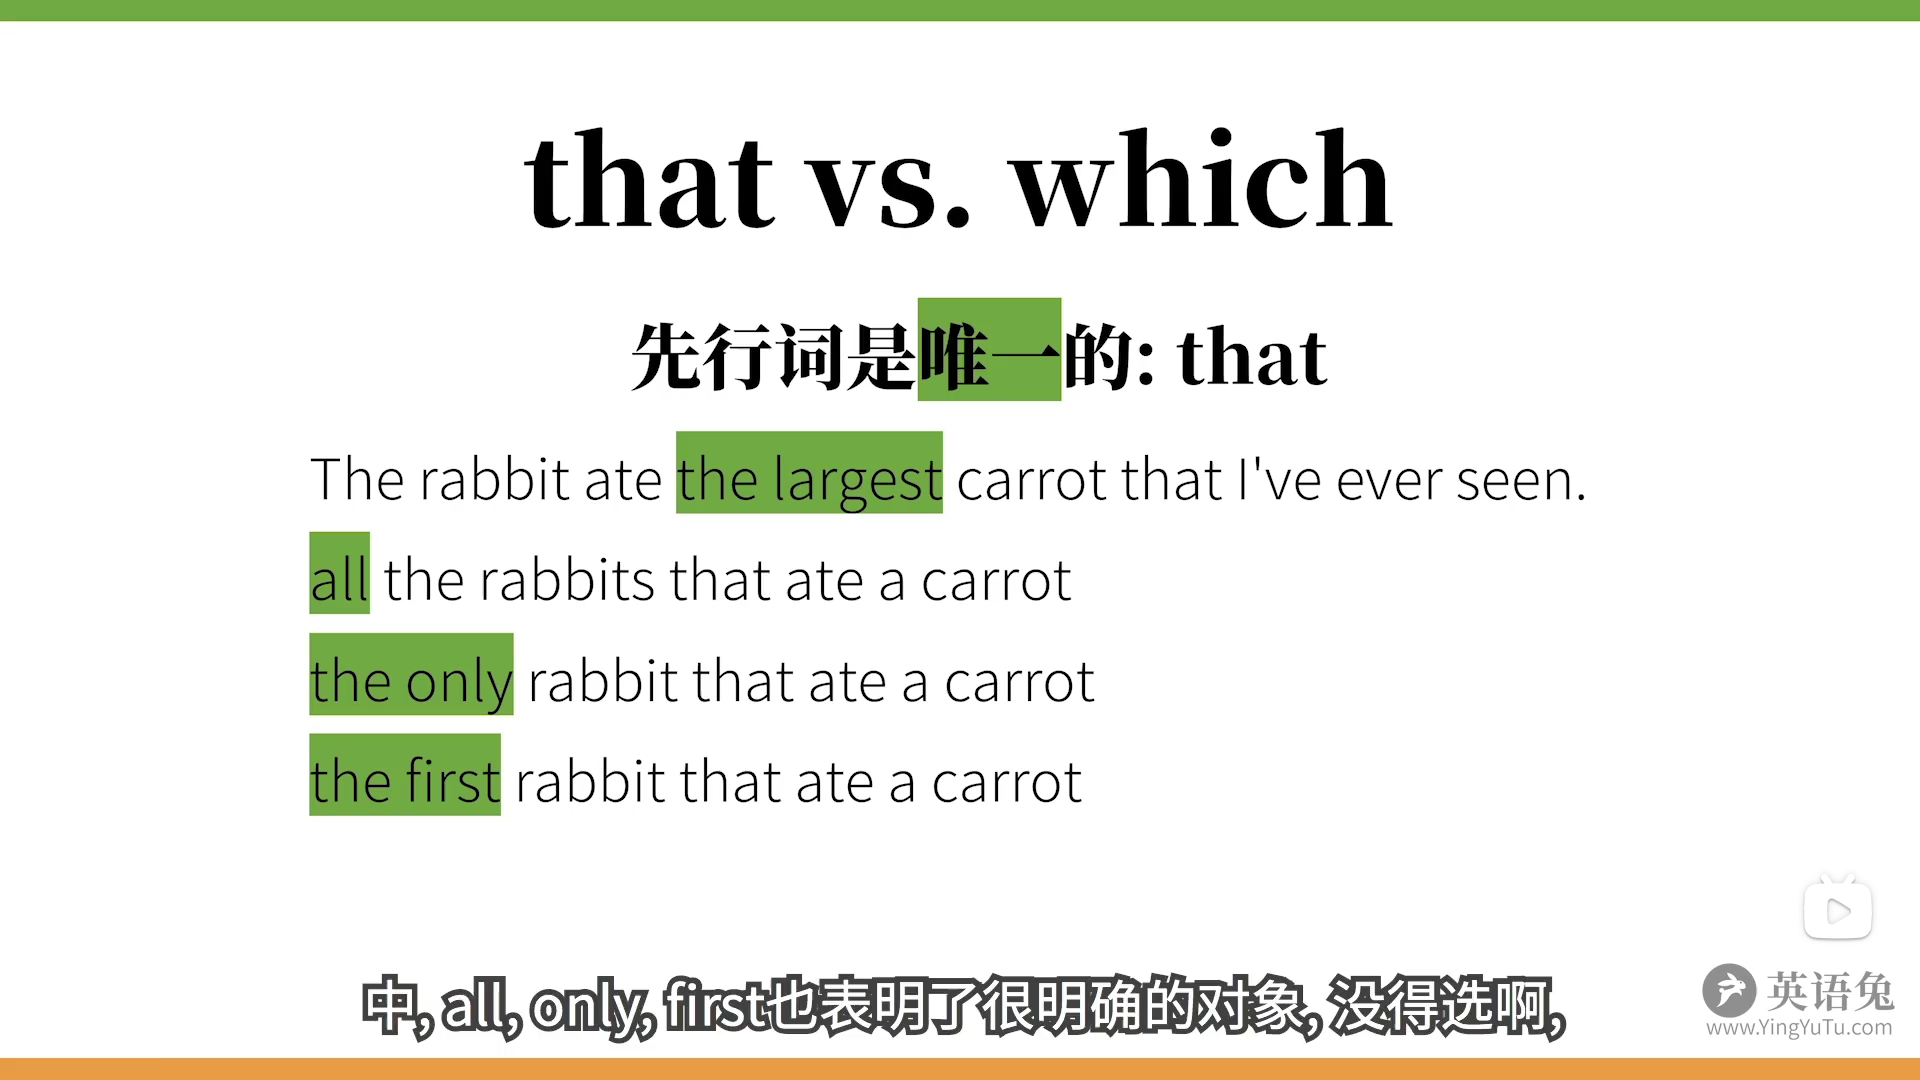 that vs. which
先行词是唯一的: that
The rabbit ate the largest carrot that I've ever seen.
all the rabbits that ate a carrot
the only rabbit that ate a carrot
the first rabbit that ate a carrot
中, all, only, first也表明了很明确的对象, 没得选啊,
英语兔
www.YingYuTu.com